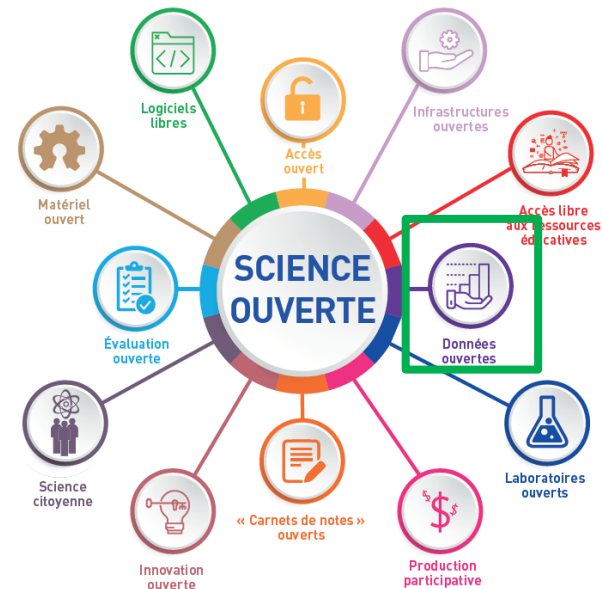 Logiciels
libres
Infrastructures
ouvertes
Accès
ouvert
Matériel
ouvert
Accès libre
aux ressources
éducatives
SCIENCE
OUVERTE
Évaluation
ouverte
Données
ouvertes
Science
citoyenne
Laboratoires
ouverts
« Carnets de notes »
ouverts
Innovation
ouverte
Production
participative